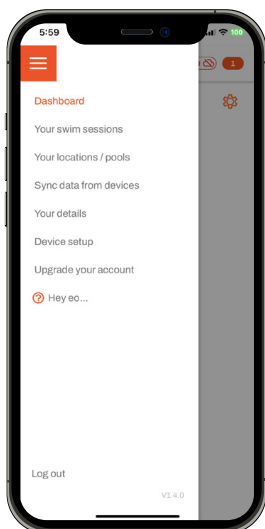 5:59
100
1
Dashboard
Your swim sessions
Your locations / pools
Sync data from devices
Your details
Device setup
Upgrade your account
Hey eo...
Log out
V1.4.0